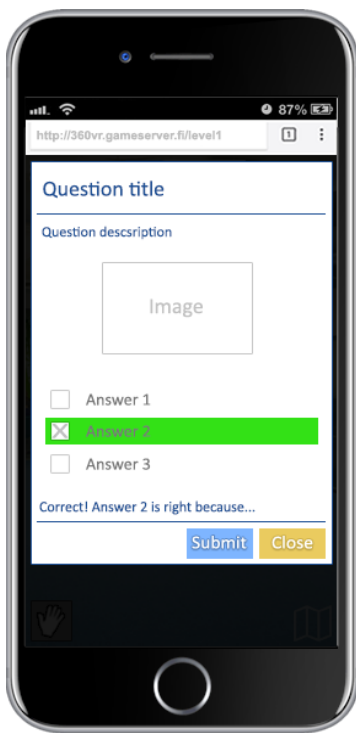 87%
http://360vr.gameserver.fi/level1
1
Question title
Question descsription
Image
Answer 1
Answer 2
Answer 3
Correct! Answer 2 is right because...
Submit Close